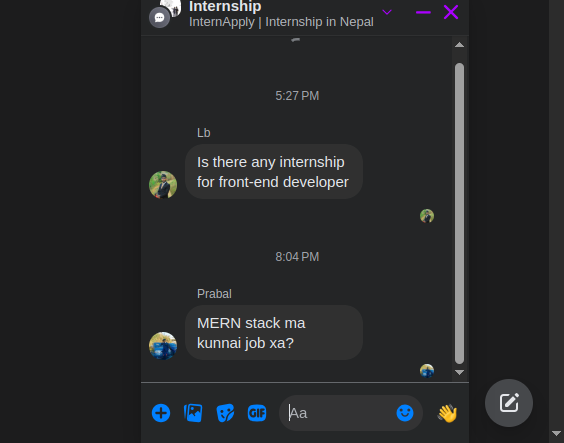 Internship
InternApply | Internship in Nepal
5:27 PM
Lb
Is there any internship
for front-end developer
8:04 PM
Prabal
MERN stack ma
kunnai job xa?
GIF
Aa